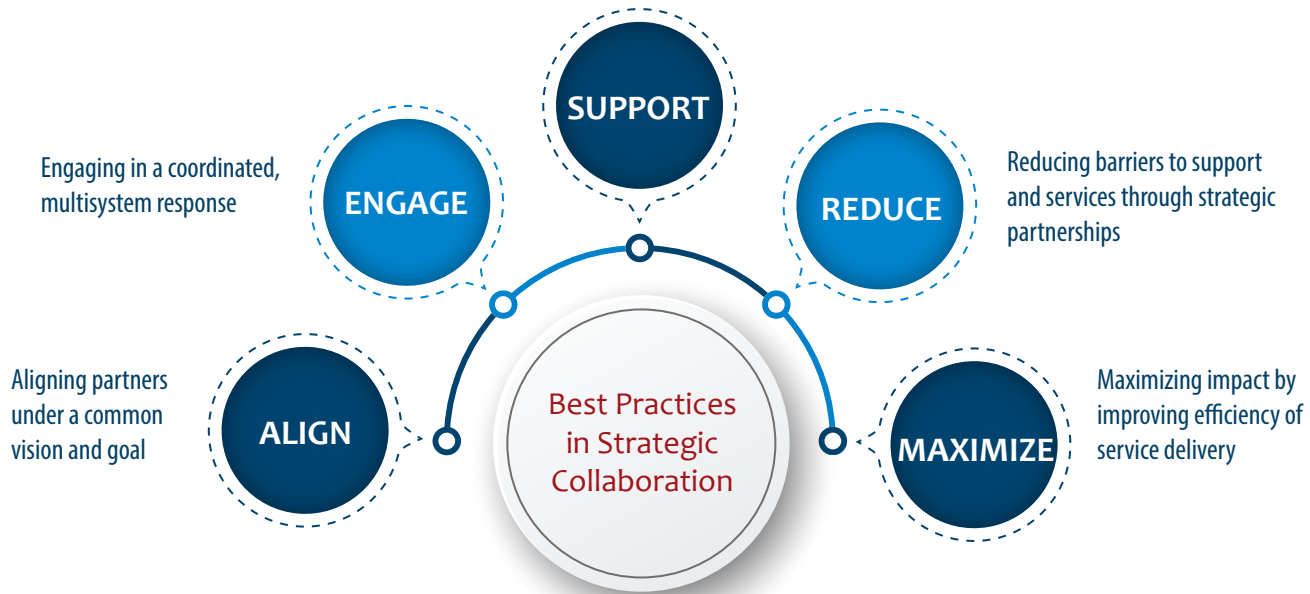 SUPPORT
Engaging in a coordinated,
multisystem response
ENGAGE
REDUCE
Reducing barriers to support
and services through strategic
partnerships
Aligning partners
under a common
vision and goal
ALIGN
Best Practices
in Strategic
Collaboration
MAXIMIZE
Maximizing impact by
improving efficiency of
service delivery